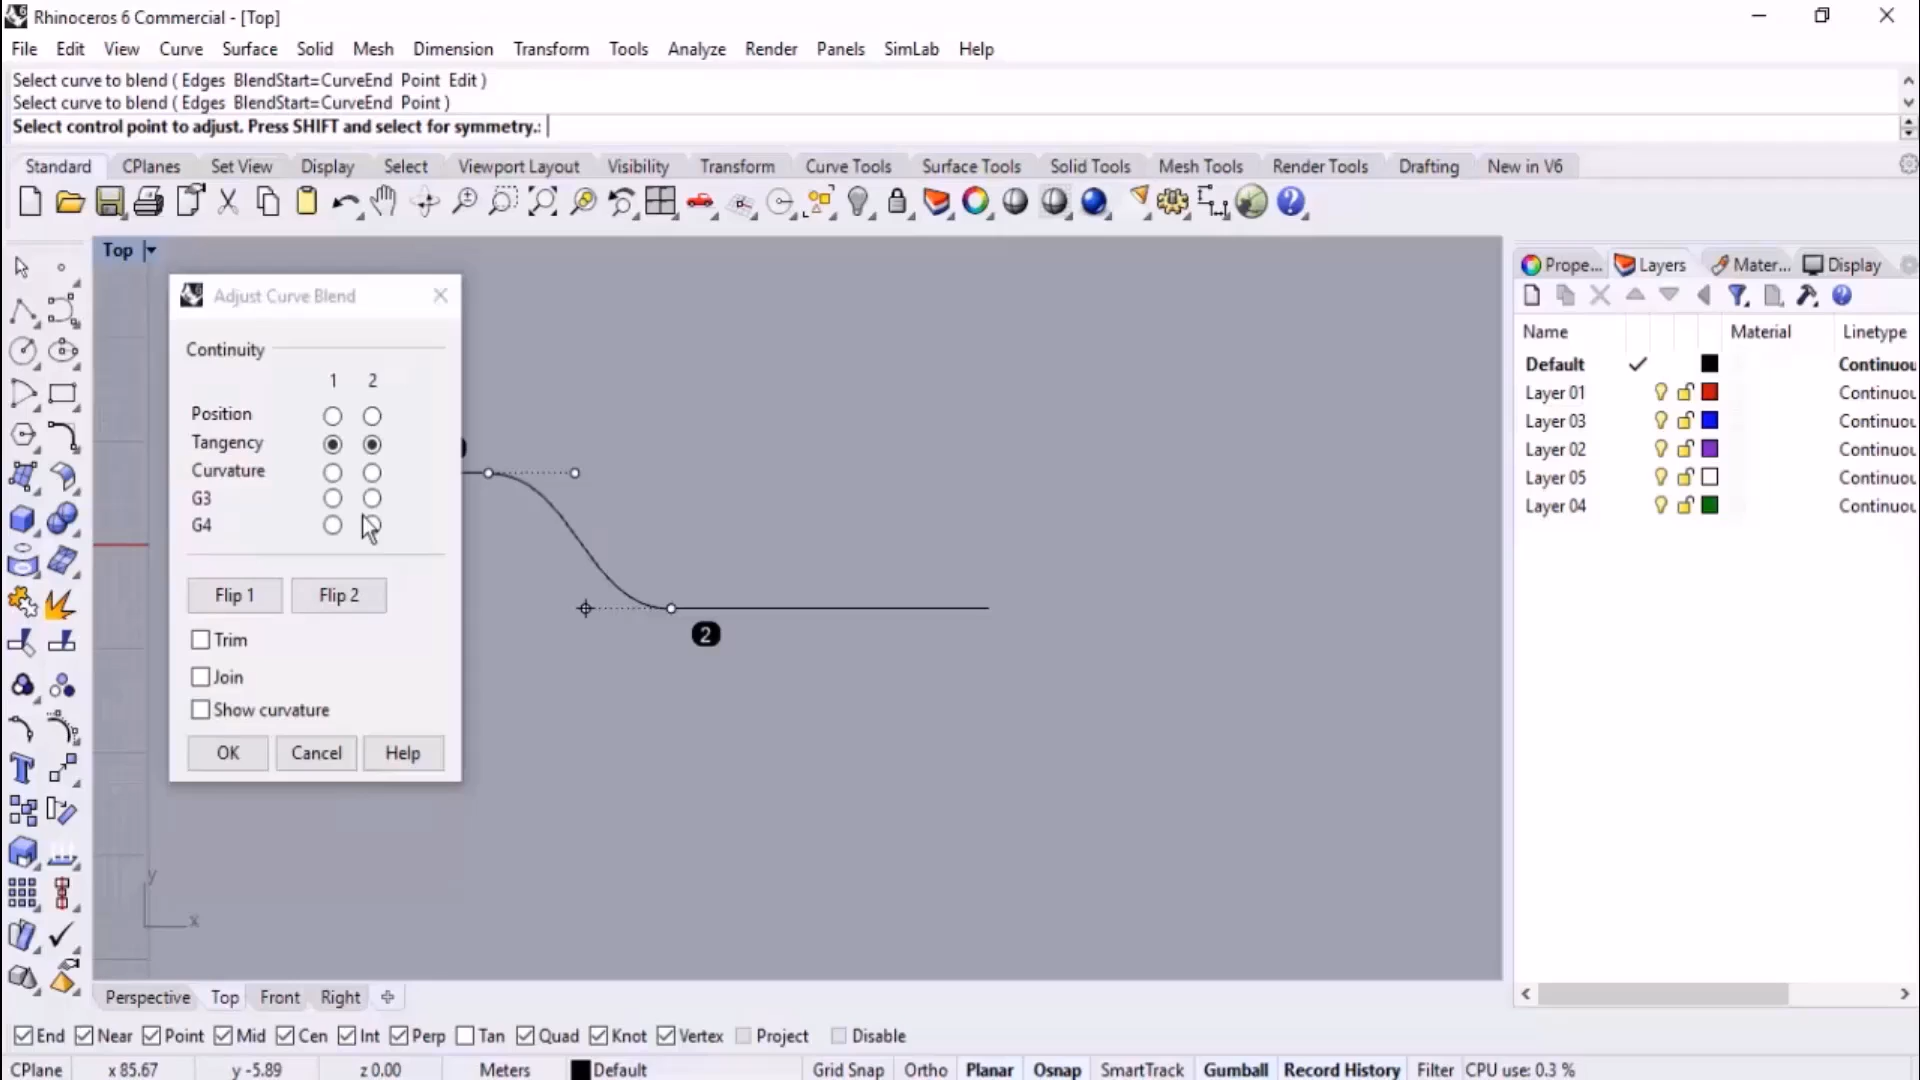 Rhinoceros 6 Commercial - [Top]
File Edit View Curve Surface Solid Mesh Dimension Transform Tools Analyze Render Panels SimLab Help
Select curve to blend ( Edges BlendStart=CurveEnd Point Edit )
Select curve to blend ( Edges BlendStart=CurveEnd Point )
Select control point to adjust. Press SHIFT and select for symmetry.:
Standard CPlanes Set View Display Select Viewport Layout Visibility Transform Curve Tools Surface Tools Solid Tools Mesh Tools Render Tools Drafting New in V6
Top
Prope... Layers Mater... Display
Adjust Curve Blend
Name Material Linetype
Continuity
1 2
Position
Tangency
Curvature
G3
G4
Flip 1 Flip 2
Trim
Join
Show curvature
OK Cancel Help
2
Default Continuou
Layer 01 Continuou
Layer 03 Continuou
Layer 02 Continuou
Layer 05 Continuou
Layer 04 Continuou
y
x
Perspective Top Front Right
End Near Point Mid Cen Int Perp Tan Quad Knot Vertex Project Disable
CPlane x 85.67 y -5.89 z 0.00 Meters Default Grid Snap Ortho Planar Osnap SmartTrack Gumball Record History Filter CPU use: 0.3 %